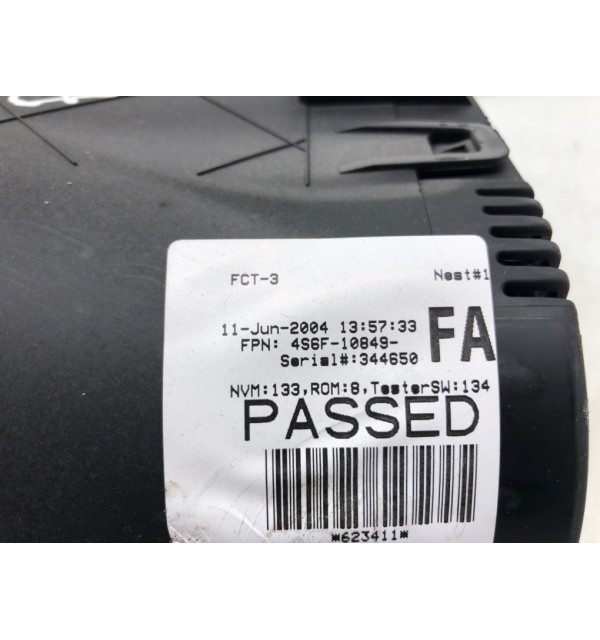 FCT-3 Nest#1
11-Jun-2004 13:57:33
FPN: 4S6F-10849- FA
Serial#:344650
NVM:133,ROM:8,TesterSW:134
PASSED
*623411*